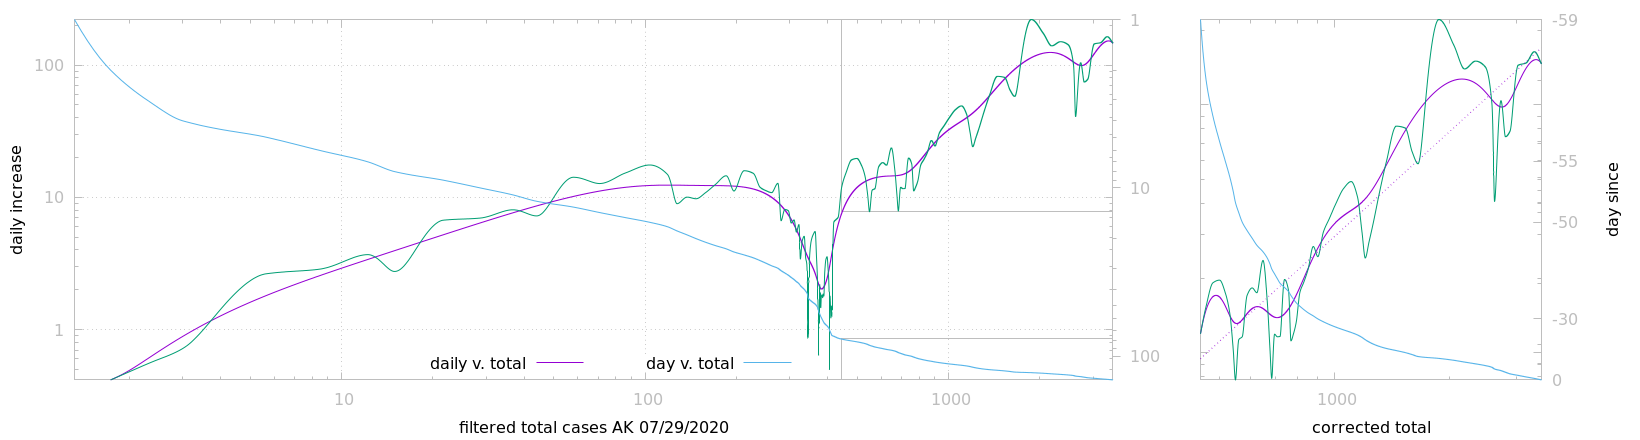 1
-59
100
daily increase
10
10
-55
-50
day since
1
-30
daily v. total
day v. total
100
0
10
100
1000
1000
filtered total cases AK 07/29/2020
corrected total